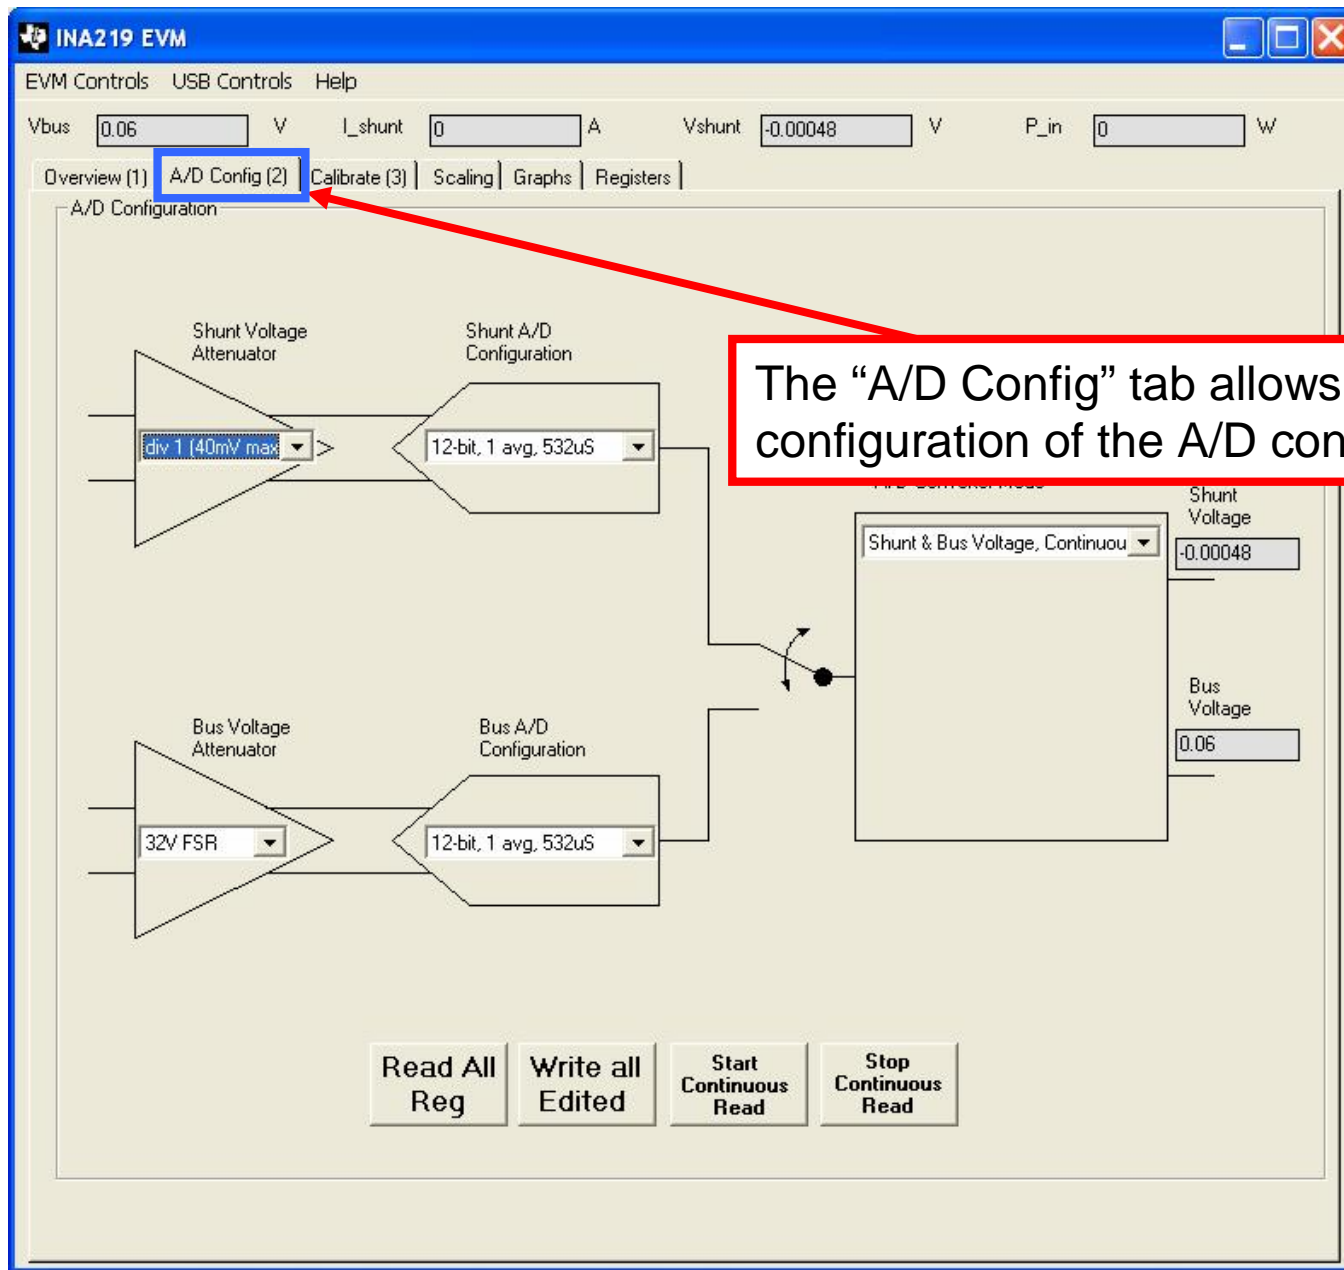 INA219 EVM
EVM Controls USB Controls Help
Vbus 0.06 V I_shunt 0 A Vshunt -0.00048 V P_in 0 W
Overview (1) A/D Config (2) Calibrate (3) Scaling Graphs Registers
A/D Configuration
Shunt Voltage
Attenuator
Shunt A/D
Configuration
The “A/D Config” tab allows
configuration of the A/D con
div 1 (40mV max
12-bit, 1 avg, 532uS
Shunt
Voltage
Shunt & Bus Voltage, Continuou
-0.00048
Bus
Voltage
0.06
Bus Voltage
Attenuator
Bus A/D
Configuration
32V FSR
12-bit, 1 avg, 532uS
Read All
Reg
Write all
Edited
Start
Continuous
Read
Stop
Continuous
Read